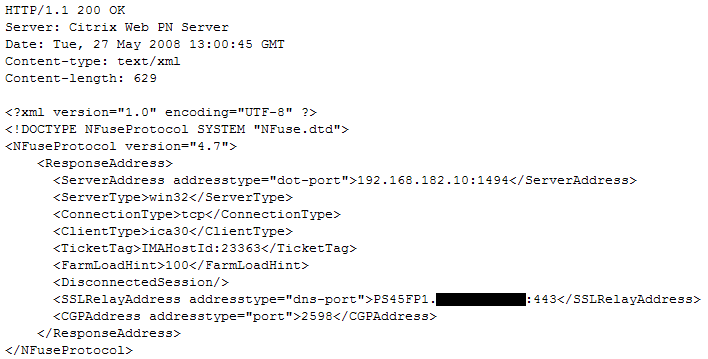 HTTP/1.1 200 OK
Server: Citrix Web PN Server
Date: Tue, 27 May 2008 13:00:45 GMT
Content-type: text/xml
Content-length: 629

<?xml version="1.0" encoding="UTF-8" ?>
<!DOCTYPE NFuseProtocol SYSTEM "NFuse.dtd">
<NFuseProtocol version="4.7">
    <ResponseAddress>
      <ServerAddress addresstype="dot-port">192.168.182.10:1494</ServerAddress>
      <ServerType>win32</ServerType>
      <ConnectionType>tcp</ConnectionType>
      <ClientType>ica30</ClientType>
      <TicketTag>IMAHostId:23363</TicketTag>
      <FarmLoadHint>100</FarmLoadHint>
      <DisconnectedSession/>
      <SSLRelayAddress addresstype="dns-port">PS45FP1. :443</SSLRelayAddress>
      <CGPAddress addresstype="port">2598</CGPAddress>
    </ResponseAddress>
</NFuseProtocol>